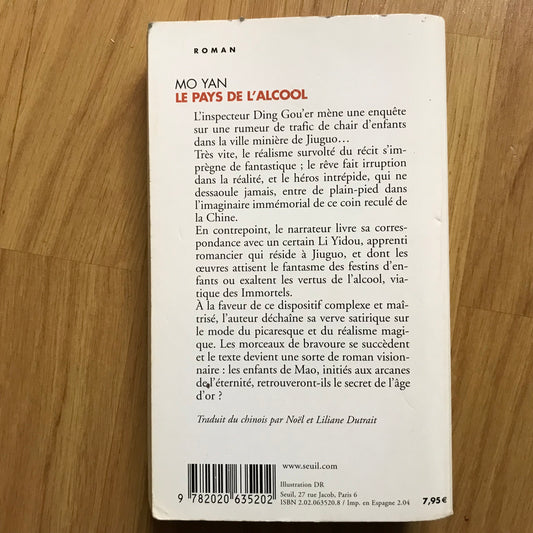 ROMAN
MO YAN
LE PAYS DE L'ALCOOL
L'inspecteur Ding Gou'er mène une enquête
sur une rumeur de trafic de chair d'enfants
dans la ville minière de Jiuguo…
Très vite, le réalisme survolté du récit s'im-
prègne de fantastique ; le rêve fait irruption
dans la réalité, et le héros intrépide, qui ne
dessaoule jamais, entre de plain-pied dans
l'imaginaire immémorial de ce coin reculé de
la Chine.
En contrepoint, le narrateur livre sa corres-
pondance avec un certain Li Yidou, apprenti
romancier qui réside à Jiuguo, et dont les
œuvres attisent le fantasme des festins d'en-
fants ou exaltent les vertus de l'alcool, via-
tique des Immortels.
À la faveur de ce dispositif complexe et maî-
trisé, l'auteur déchaîne sa verve satirique sur
le mode du picaresque et du réalisme magi-
que. Les morceaux de bravoure se succèdent
et le texte devient une sorte de roman vision-
naire : les enfants de Mao, initiés aux arcanes
de l'éternité, retrouveront-ils le secret de l'âge
d'or ?
Traduit du chinois par Noël et Liliane Dutrait
www.seuil.com
Illustration DR
Seuil, 27 rue Jacob, Paris 6
ISBN 2.02.063520.8 / Imp. en Espagne 2.04
7,95€
9 782020 635202